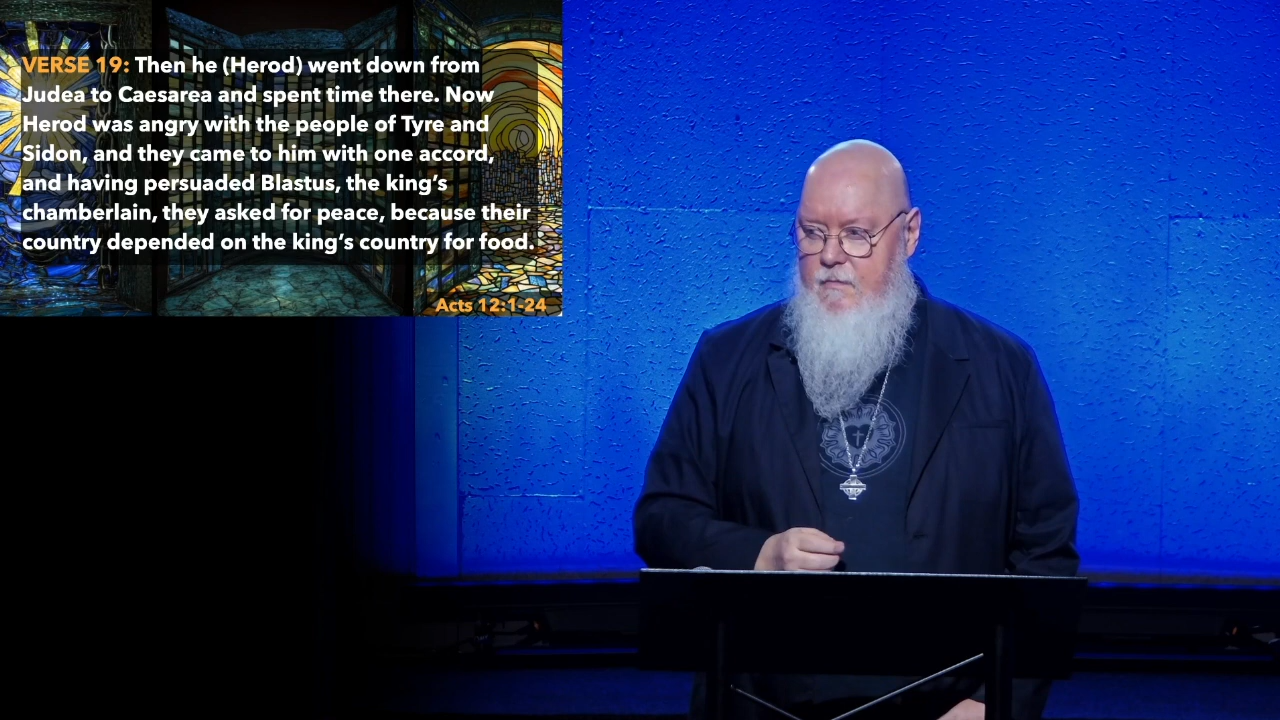 VERSE 19: Then he (Herod) went down from
Judea to Caesarea and spent time there. Now
Herod was angry with the people of Tyre and
Sidon, and they came to him with one accord,
and having persuaded Blastus, the king’s
chamberlain, they asked for peace, because their
country depended on the king’s country for food.
Acts 12:1-24